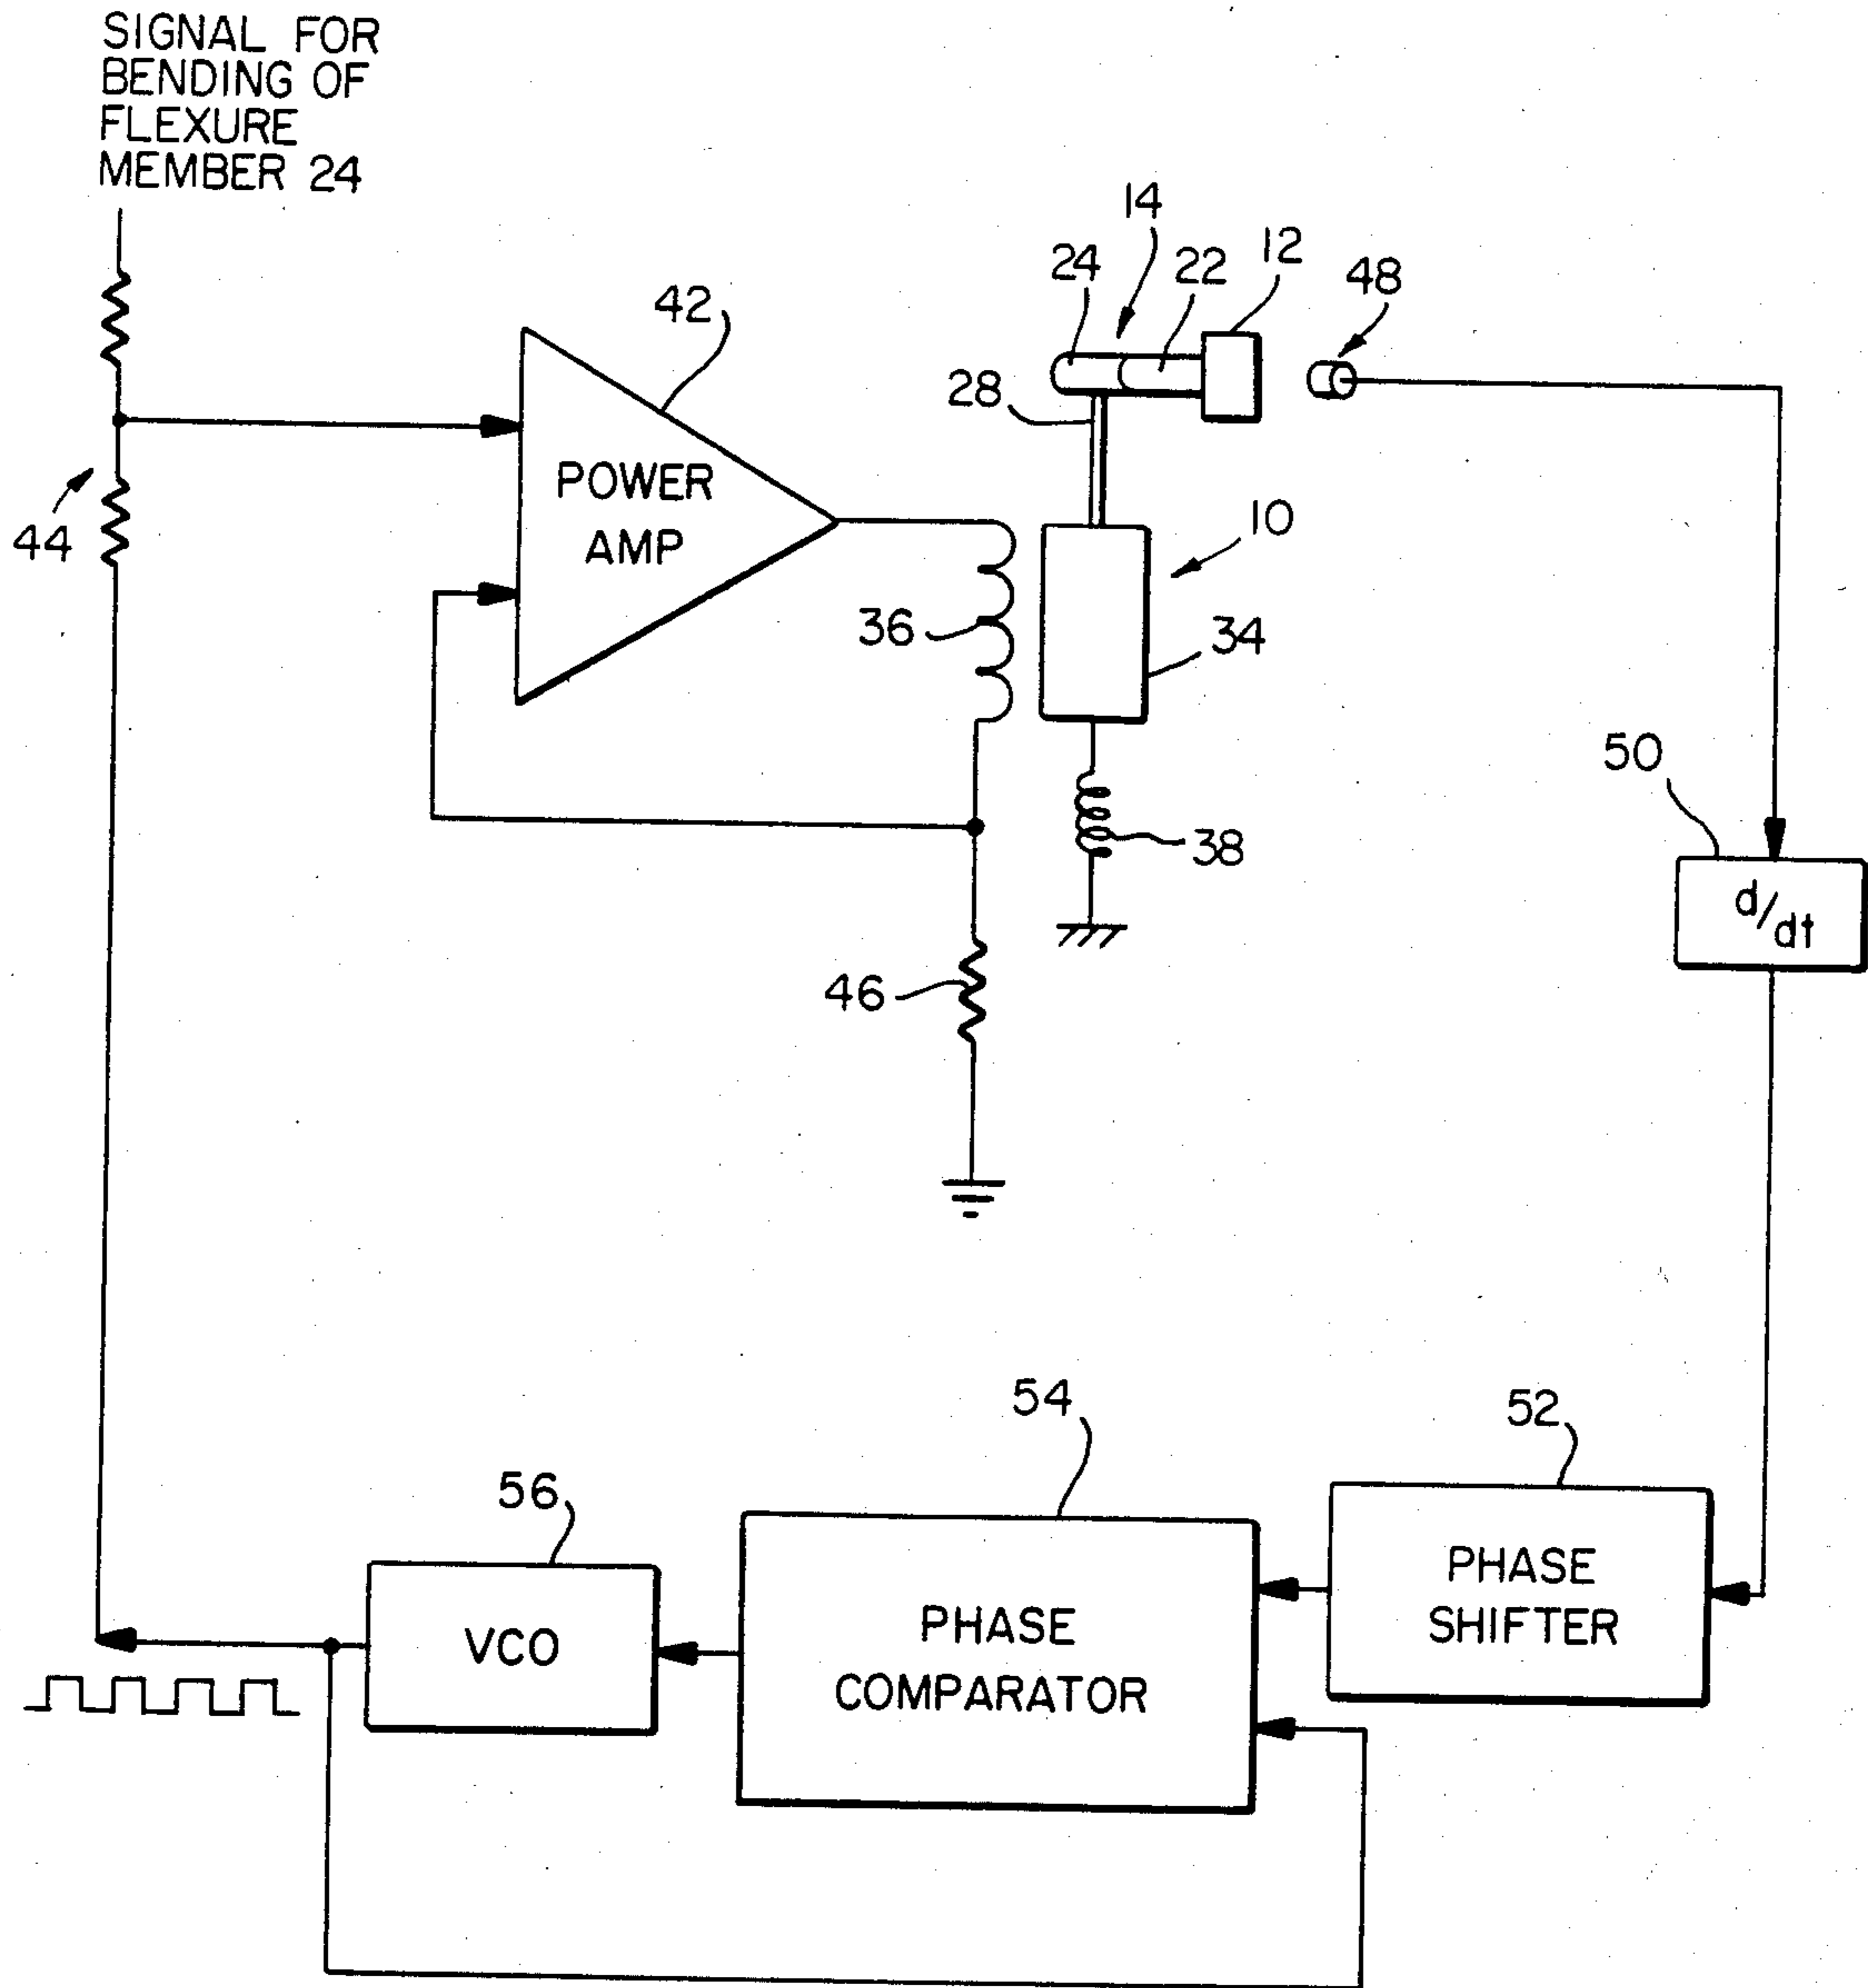 SIGNAL FOR
BENDING OF
FLEXURE
MEMBER 24
14
24
22
12
48
42
28
POWER
AMP
44
10
36
34
50
38
d/dt
46
54
52
56
PHASE
SHIFTER
PHASE
COMPARATOR
VCO